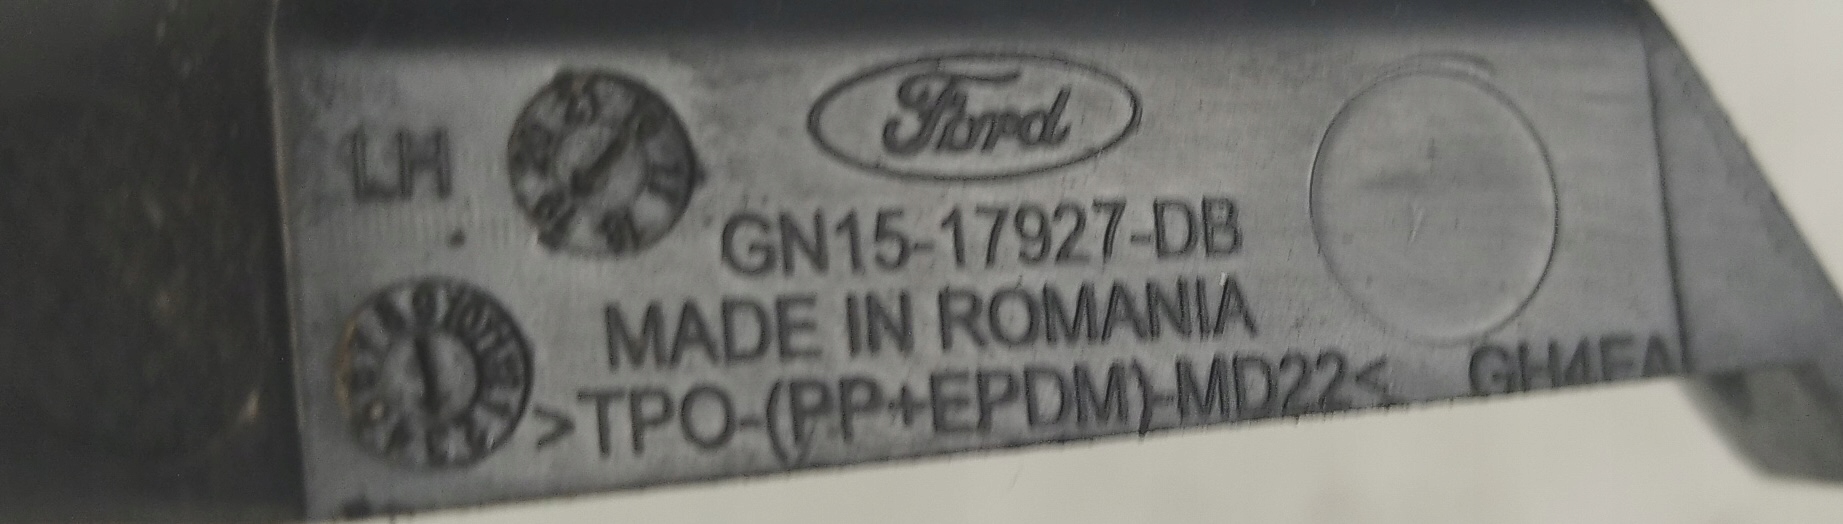 Ford
LH
GN15-17927-DB
MADE IN ROMANIA
>TPO-(PP+EPDM)-MD22<